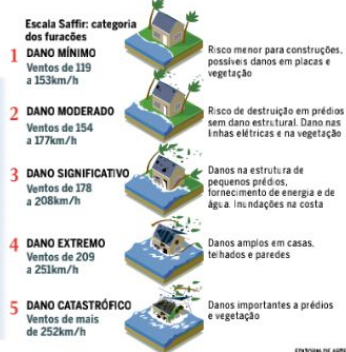 Escala Saffir: categoria
dos furacões
1 DANO MÍNIMO
Ventos de 119
a 153km/h
Risco menor para construções,
possíveis danos em placas e
vegetação
2 DANO MODERADO
Ventos de 154
a 177km/h
Risco de destruição em prédios
sem dano estrutural. Dano nas
linhas elétricas e na vegetação
3 DANO SIGNIFICATIVO
Ventos de 178
a 208km/h
Danos na estrutura de
pequenos prédios,
fornecimento de energia e de
água. Inundações na costa
4 DANO EXTREMO
Ventos de 209
a 251km/h
Danos amplos em casas,
telhados e paredes
5 DANO CATASTRÓFICO
Ventos de mais
de 252km/h
Danos importantes a prédios
e vegetação